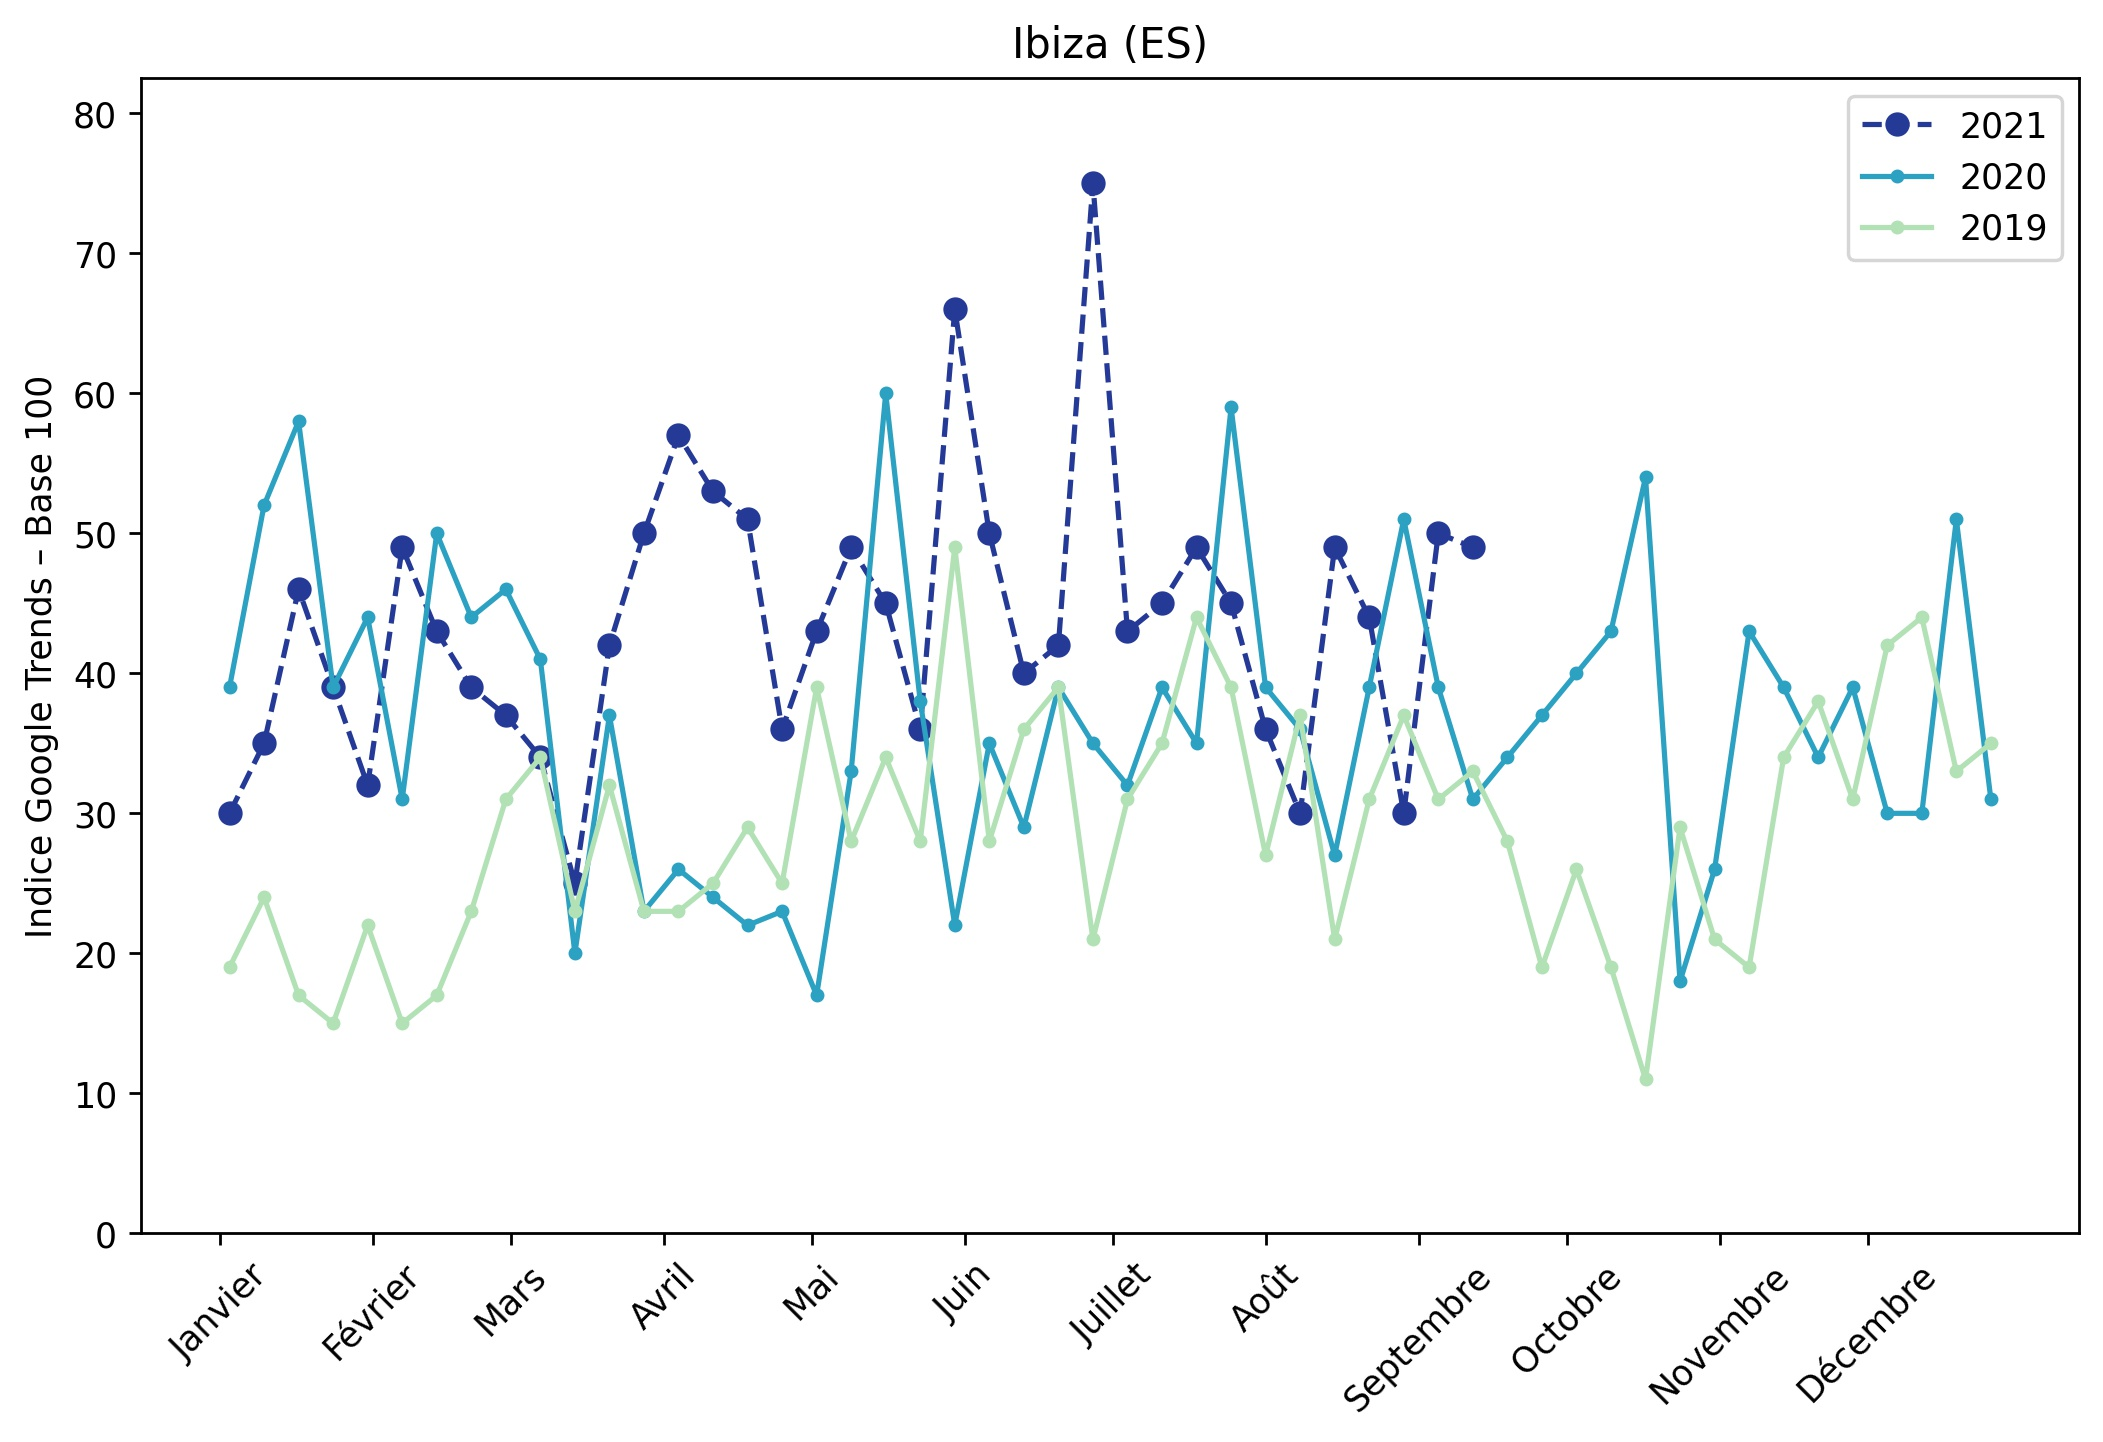 Ibiza (ES)
Indice Google Trends – Base 100
80
70
60
50
40
30
20
10
0
2021
2020
2019
Janvier
Février
Mars
Avril
Mai
Juin
Juillet
Août
Septembre
Octobre
Novembre
Décembre